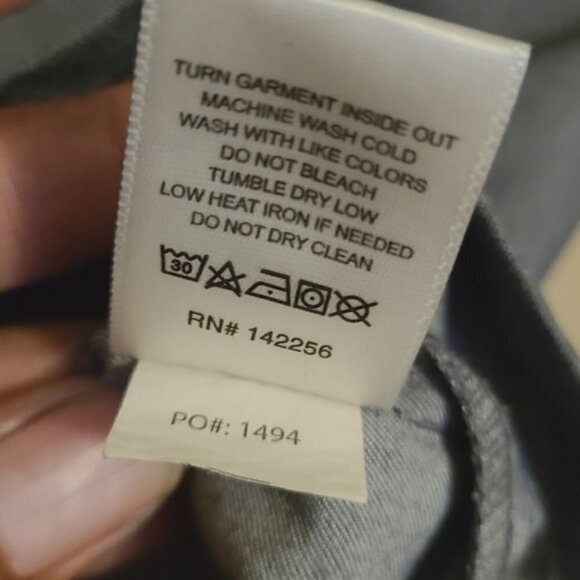 TURN GARMENT INSIDE OUT
MACHINE WASH COLD
WASH WITH LIKE COLORS
DO NOT BLEACH
TUMBLE DRY LOW
LOW HEAT IRON IF NEEDED
DO NOT DRY CLEAN
30
RN# 142256
PO#: 1494